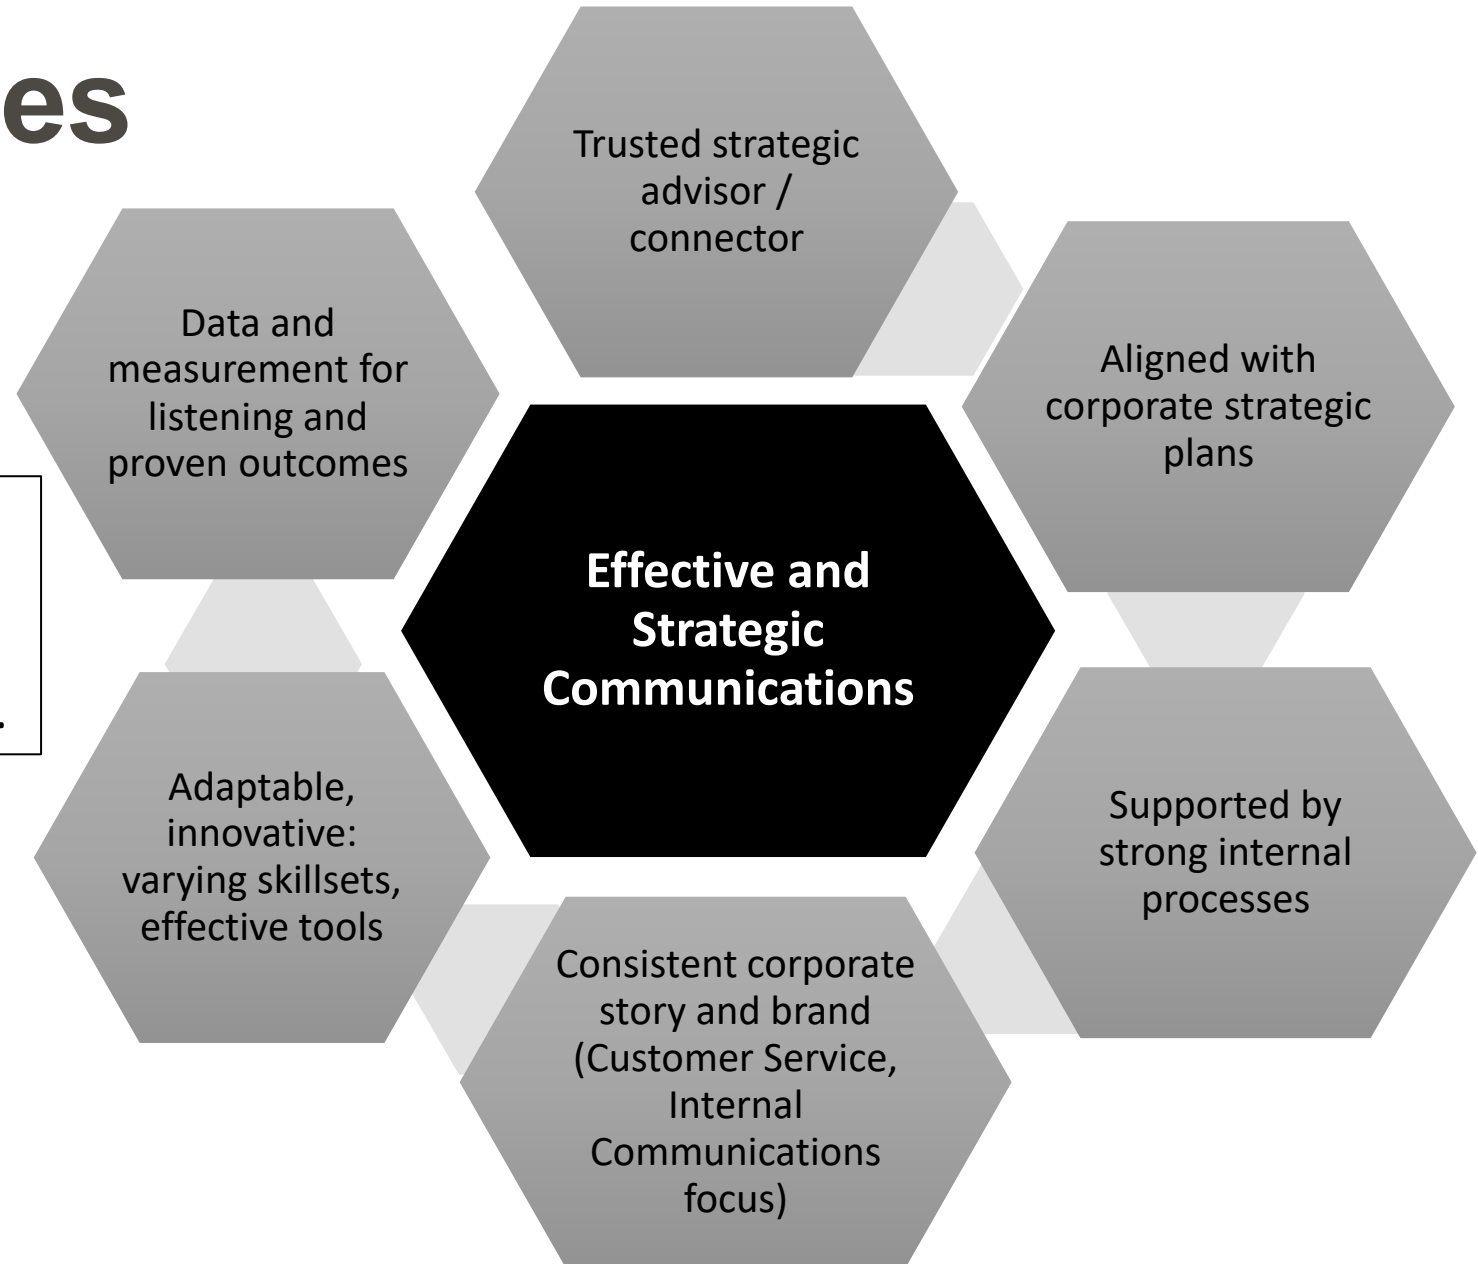 es
Trusted strategic
advisor /
connector
Aligned with
corporate strategic
plans
Supported by
strong internal
processes
Consistent corporate
story and brand
(Customer Service,
Internal
Communications
focus)
Adaptable,
innovative:
varying skillsets,
effective tools
Data and
measurement for
listening and
proven outcomes
.
Effective and
Strategic
Communications